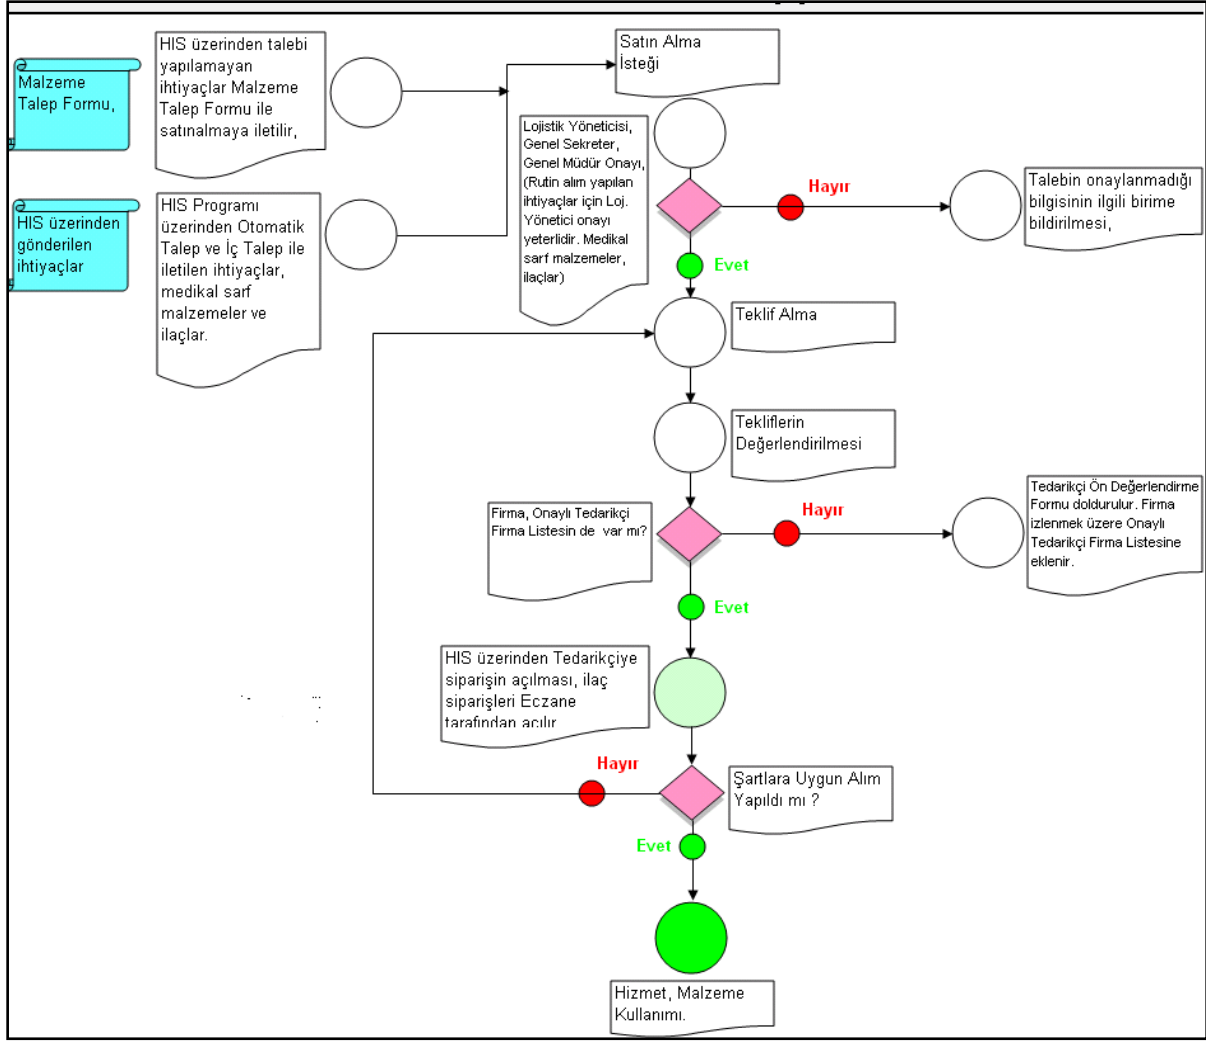 Malzeme
Talep Formu,
HIS üzerinden talebi
yapılamayan
ihtiyaçlar Malzeme
Talep Formu ile
satınalmaya iletilir,
Satın Alma
İsteği
HIS üzerinden
gönderilen
ihtiyaçlar
HIS Programı
üzerinden Otomatik
Talep ve İç Talep ile
iletilen ihtiyaçlar,
medikal sarf
malzemeler ve
ilaçlar.
Lojistik Yöneticisi,
Genel Sekreter,
Genel Müdür Onayı,
(Rutin alım yapılan
ihtiyaçlar için Loj.
Yönetici onayı
yeterlidir. Medikal
sarf malzemeler,
ilaçlar)
Hayır
Talebin onaylanmadığı
bilgisinin ilgili birime
bildirilmesi,
Evet
Teklif Alma
Tekliflerin
Değerlendirilmesi
Firma, Onaylı Tedarikçi
Firma Listesin de var mı?
Hayır
Tedarikçi Ön Değerlendirme
Formu doldurulur. Firma
izlenmek üzere Onaylı
Tedarikçi Firma Listesine
eklenir.
Evet
HIS üzerinden Tedarikçiye
siparişin açılması, ilaç
siparişleri Eczane
tarafından açılır
Hayır
Şartlara Uygun Alım
Yapıldı mı ?
Evet
Hizmet, Malzeme
Kullanımı.